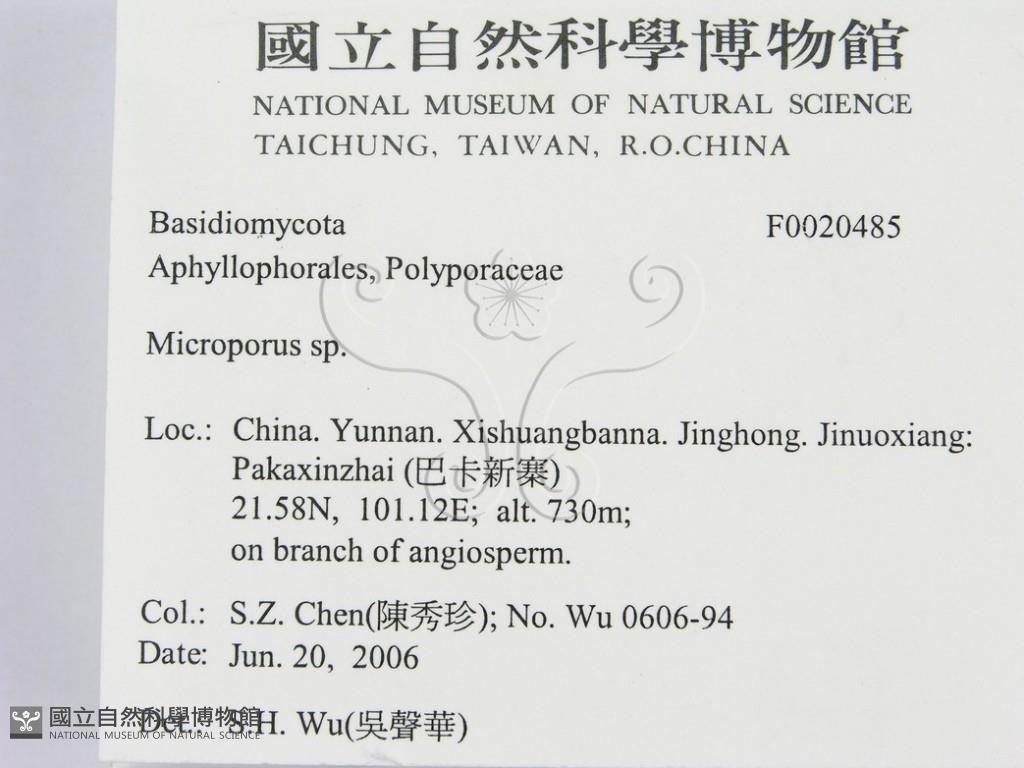 國立自然科學博物館
NATIONAL MUSEUM OF NATURAL SCIENCE
TAICHUNG, TAIWAN, R.O.CHINA
Basidiomycota F0020485
Aphyllophorales, Polyporaceae
Microporus sp.
Loc.: China. Yunnan. Xishuangbanna. Jinghong. Jinuoxiang:
Pakaxinzhai (巴卡新寨)
21.58N, 101.12E; alt. 730m;
on branch of angiosperm.
Col.: S.Z. Chen(陳秀珍); No. Wu 0606-94
Date: Jun. 20, 2006
Det.: S.H. Wu(吳聲華)
國立自然科學博物館
NATIONAL MUSEUM OF NATURAL SCIENCE